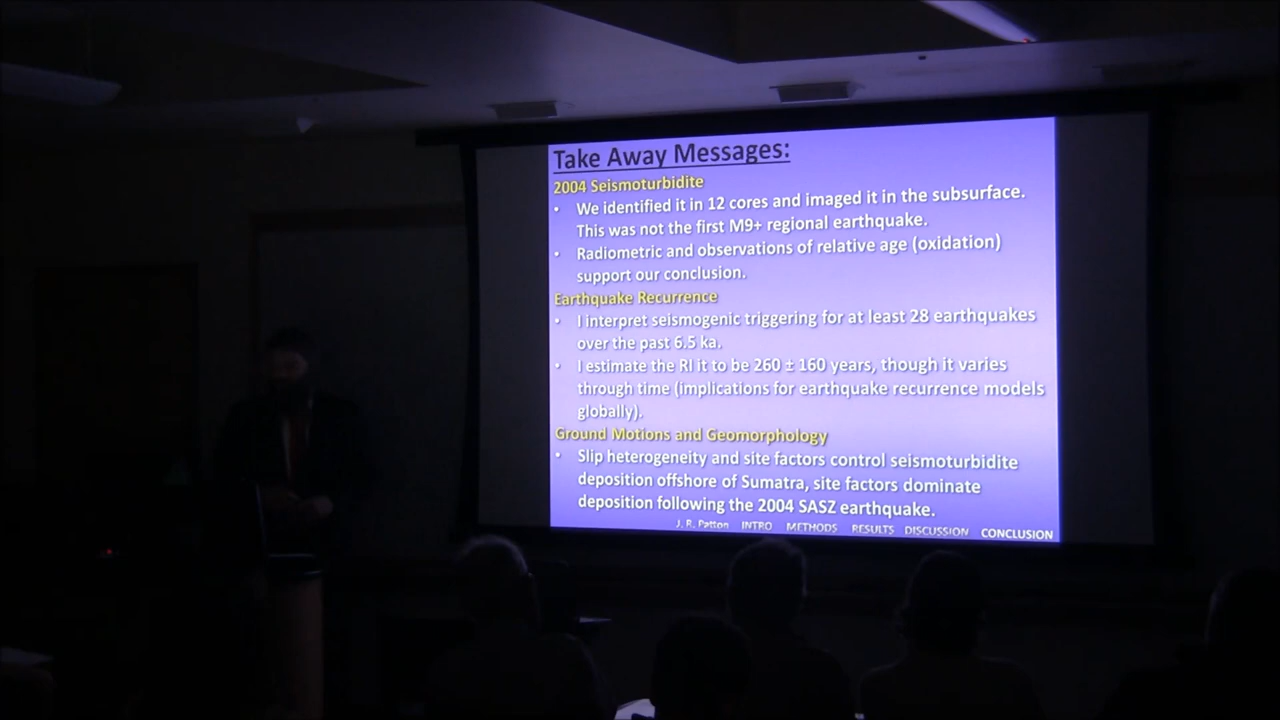 Take Away Messages:
2004 Seismoturbidite
• We identified it in 12 cores and imaged it in the subsurface.
This was not the first M9+ regional earthquake.
• Radiometric and observations of relative age (oxidation)
support our conclusion.
Earthquake Recurrence
• I interpret seismogenic triggering for at least 28 earthquakes
over the past 6.5 ka.
• I estimate the RI it to be 260 ± 160 years, though it varies
through time (implications for earthquake recurrence models
globally).
Ground Motions and Geomorphology
• Slip heterogeneity and site factors control seismoturbidite
deposition offshore of Sumatra, site factors dominate
deposition following the 2004 SASZ earthquake.
J. R. Patton INTRO METHODS RESULTS DISCUSSION CONCLUSION